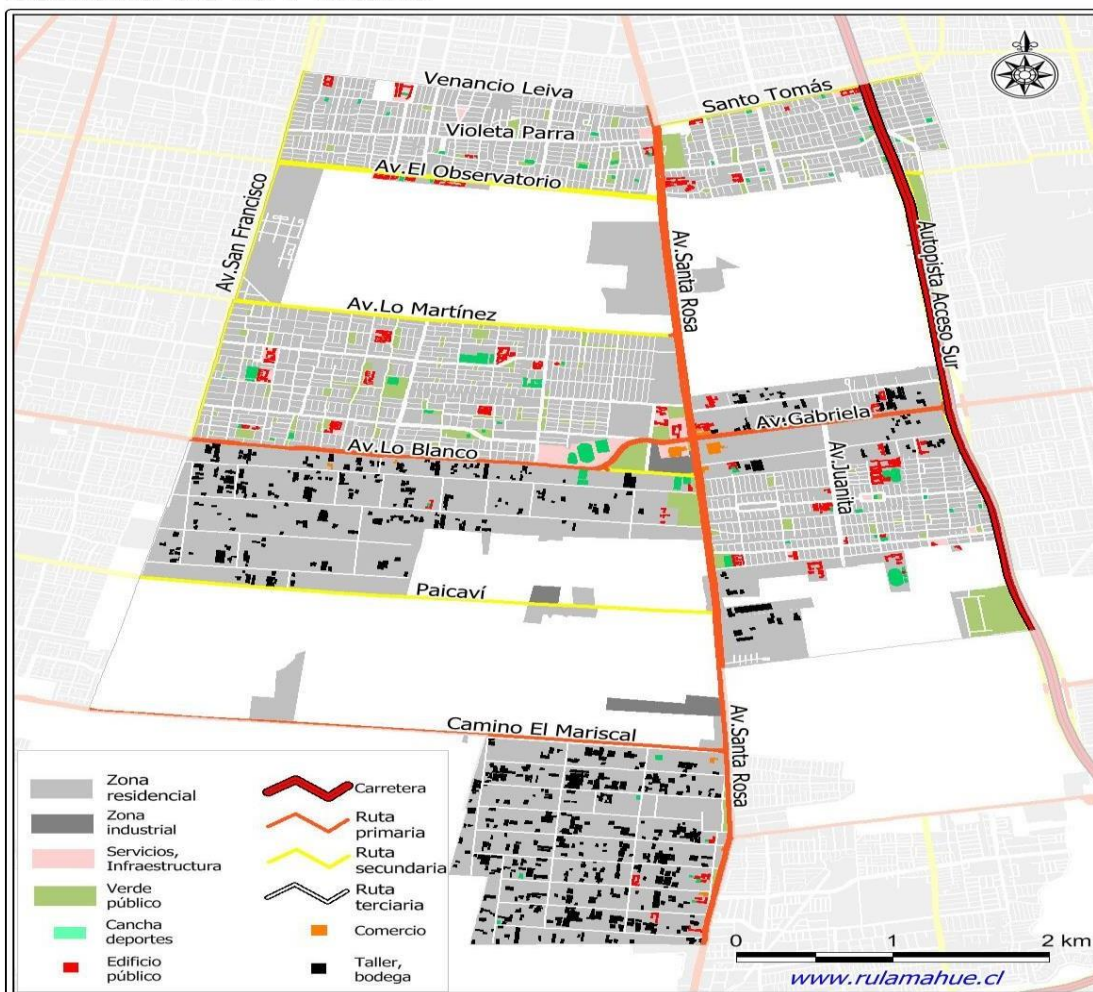 Venancio Leiva
Santo Tomás
Violeta Parra
Av.El Observatorio
Av.San Francisco
Av.Santa Rosa
Autopista Acceso Sur
Av.Lo Martínez
Av.Gabriela
Av.Lo Blanco
Av.Juanita
Paicaví
Camino El Mariscal
Av.Santa Rosa
Zona
residencial
Zona
industrial
Servicios,
Infraestructura
Verde
público
Cancha
deportes
Edificio
público
Carretera
Ruta
primaria
Ruta
secundaria
Ruta
terciaria
Comercio
Taller,
bodega
0 1 2 km
www.rulamahue.cl